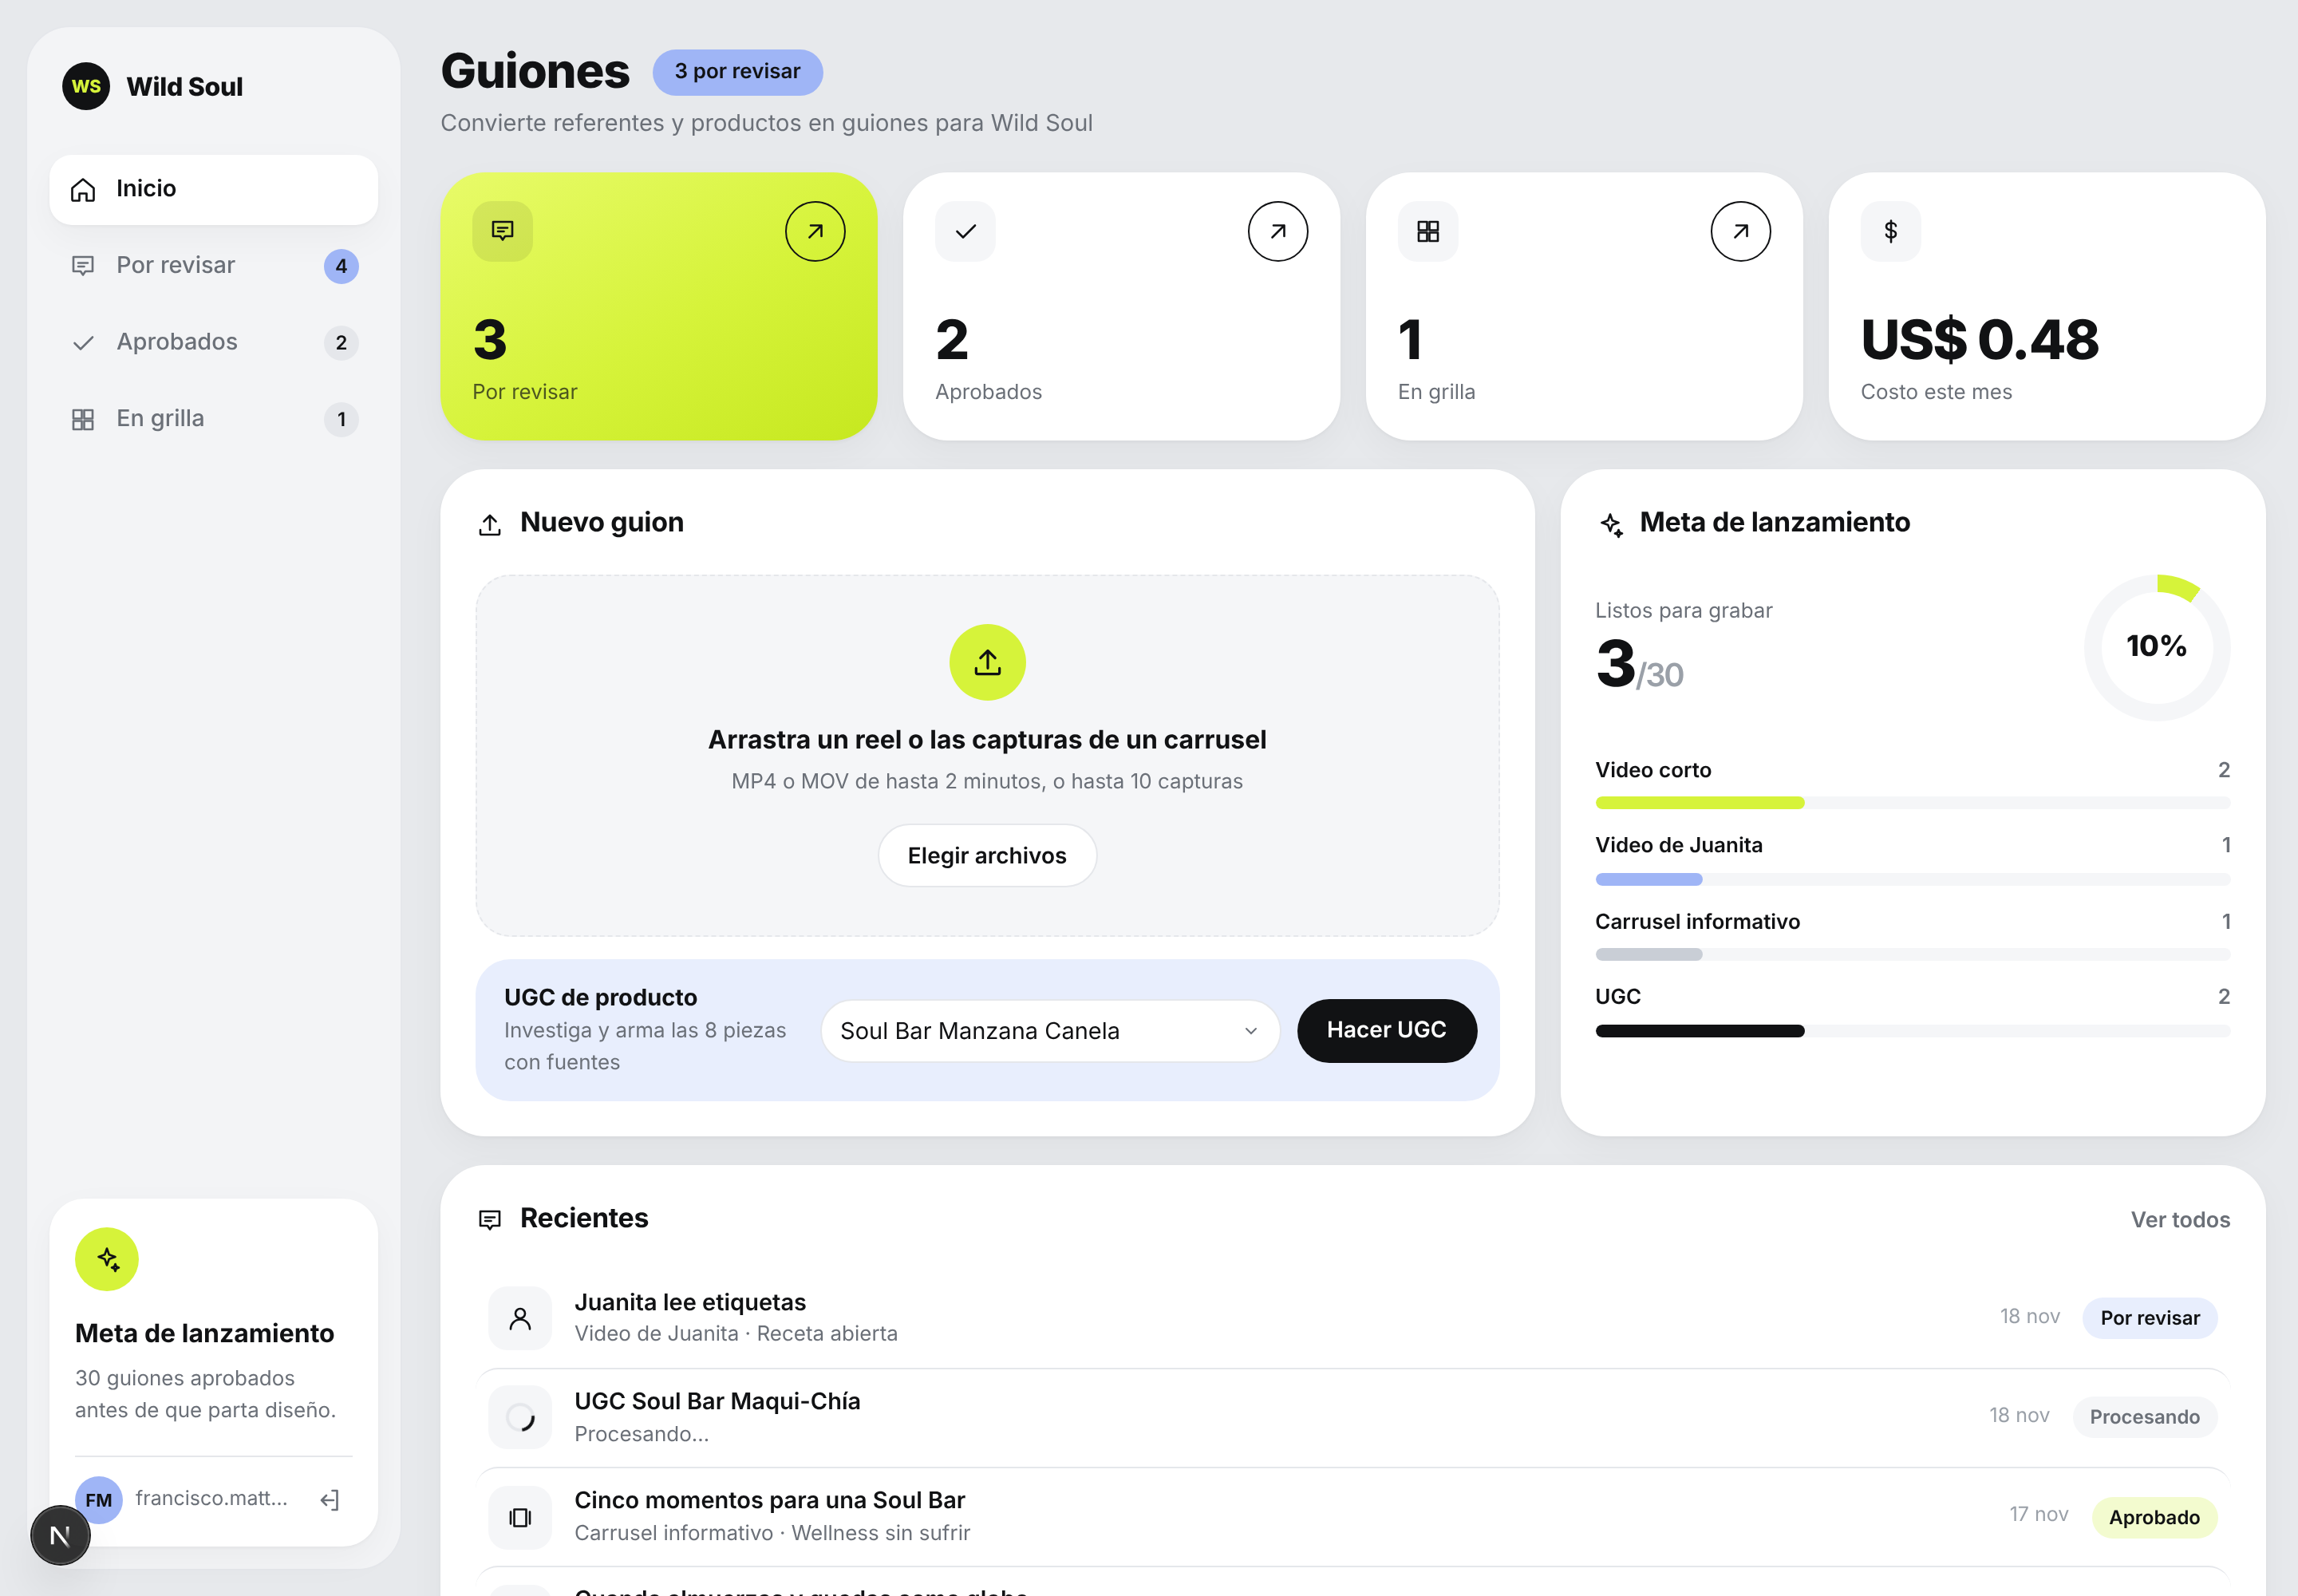 WS Wild Soul
Inicio
Por revisar 4
Aprobados 2
En grilla 1
Meta de lanzamiento
30 guiones aprobados
antes de que parta diseño.
FM francisco.matt...
N
Guiones 3 por revisar
Convierte referentes y productos en guiones para Wild Soul
3
Por revisar
2
Aprobados
1
En grilla
$
US$ 0.48
Costo este mes
Nuevo guion
Arrastra un reel o las capturas de un carrusel
MP4 o MOV de hasta 2 minutos, o hasta 10 capturas
Elegir archivos
UGC de producto
Investiga y arma las 8 piezas
con fuentes
Soul Bar Manzana Canela
Hacer UGC
Meta de lanzamiento
Listos para grabar
3/30
10%
Video corto 2
Video de Juanita 1
Carrusel informativo 1
UGC 2
Recientes Ver todos
Juanita lee etiquetas
Video de Juanita · Receta abierta
18 nov Por revisar
UGC Soul Bar Maqui-Chía
Procesando...
18 nov Procesando
Cinco momentos para una Soul Bar
Carrusel informativo · Wellness sin sufrir
17 nov Aprobado